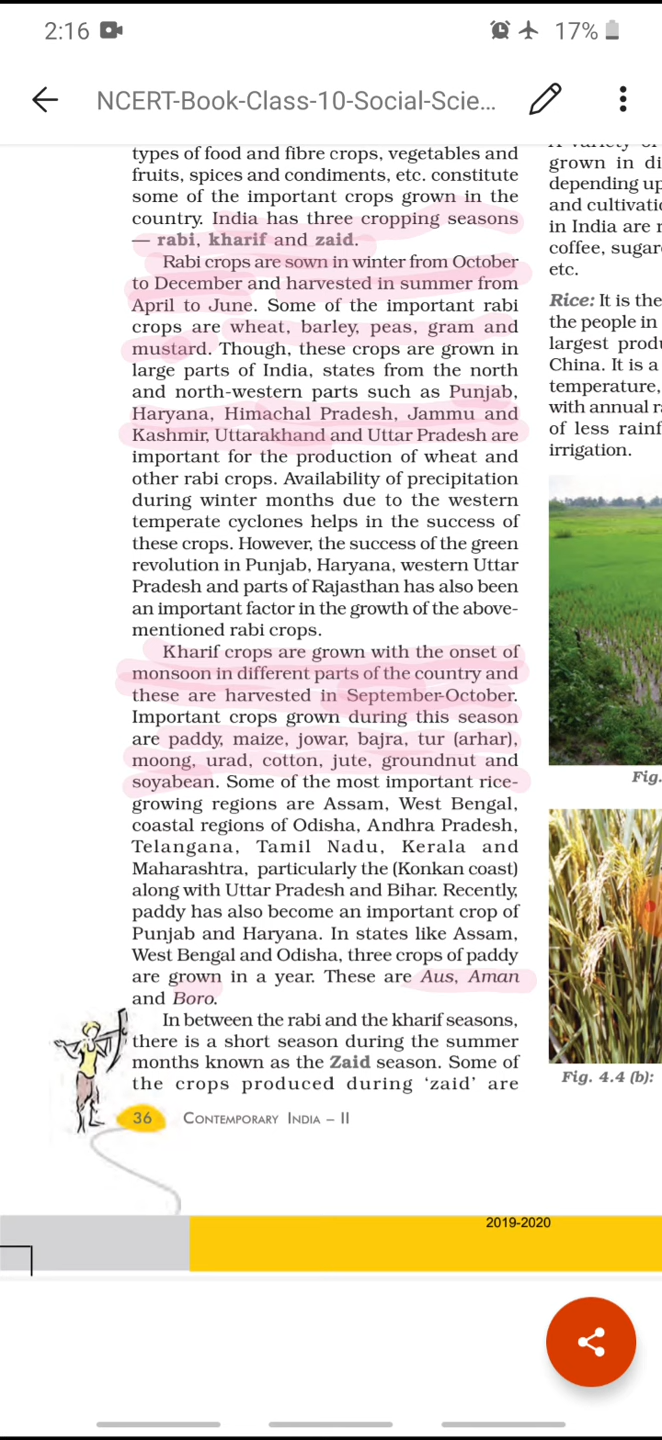 2:16
17%
NCERT-Book-Class-10-Social-Scie...
types of food and fibre crops, vegetables and
fruits, spices and condiments, etc. constitute
some of the important crops grown in the
country. India has three cropping seasons
— rabi, kharif and zaid.
Rabi crops are sown in winter from October
to December and harvested in summer from
April to June. Some of the important rabi
crops are wheat, barley, peas, gram and
mustard. Though, these crops are grown in
large parts of India, states from the north
and north-western parts such as Punjab,
Haryana, Himachal Pradesh, Jammu and
Kashmir, Uttarakhand and Uttar Pradesh are
important for the production of wheat and
other rabi crops. Availability of precipitation
during winter months due to the western
temperate cyclones helps in the success of
these crops. However, the success of the green
revolution in Punjab, Haryana, western Uttar
Pradesh and parts of Rajasthan has also been
an important factor in the growth of the above-
mentioned rabi crops.
Kharif crops are grown with the onset of
monsoon in different parts of the country and
these are harvested in September-October.
Important crops grown during this season
are paddy, maize, jowar, bajra, tur (arhar),
moong, urad, cotton, jute, groundnut and
soyabean. Some of the most important rice-
growing regions are Assam, West Bengal,
coastal regions of Odisha, Andhra Pradesh,
Telangana, Tamil Nadu, Kerala and
Maharashtra, particularly the (Konkan coast)
along with Uttar Pradesh and Bihar. Recently,
paddy has also become an important crop of
Punjab and Haryana. In states like Assam,
West Bengal and Odisha, three crops of paddy
are grown in a year. These are Aus, Aman
and Boro.
In between the rabi and the kharif seasons,
there is a short season during the summer
months known as the Zaid season. Some of
the crops produced during ‘zaid’ are
36 CONTEMPORARY INDIA – II
grown in di
depending up
and cultivati
in India are r
coffee, sugar
etc.
Rice: It is the
the people in
largest produ
China. It is a
temperature,
with annual r
of less rainf
irrigation.
Fig.
Fig. 4.4 (b):
2019-2020